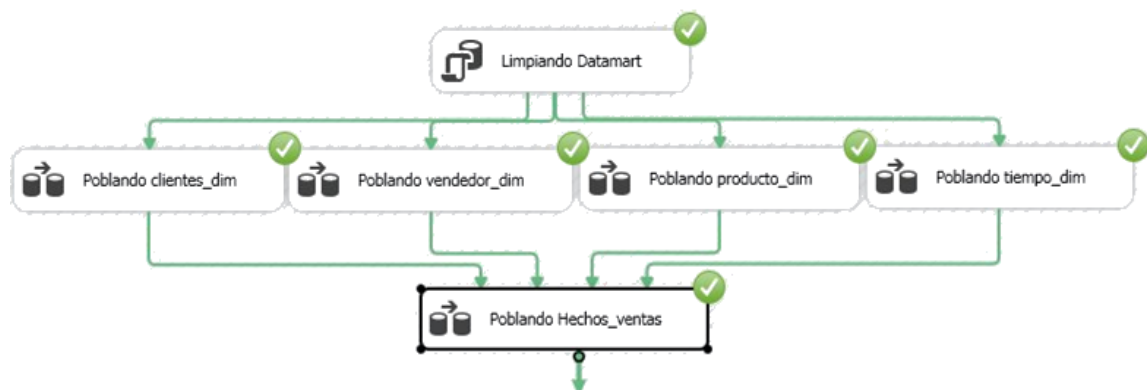 Limpiando Datamart
Poblando clientes_dim
Poblando vendedor_dim
Poblando producto_dim
Poblando tiempo_dim
Poblando Hechos_ventas